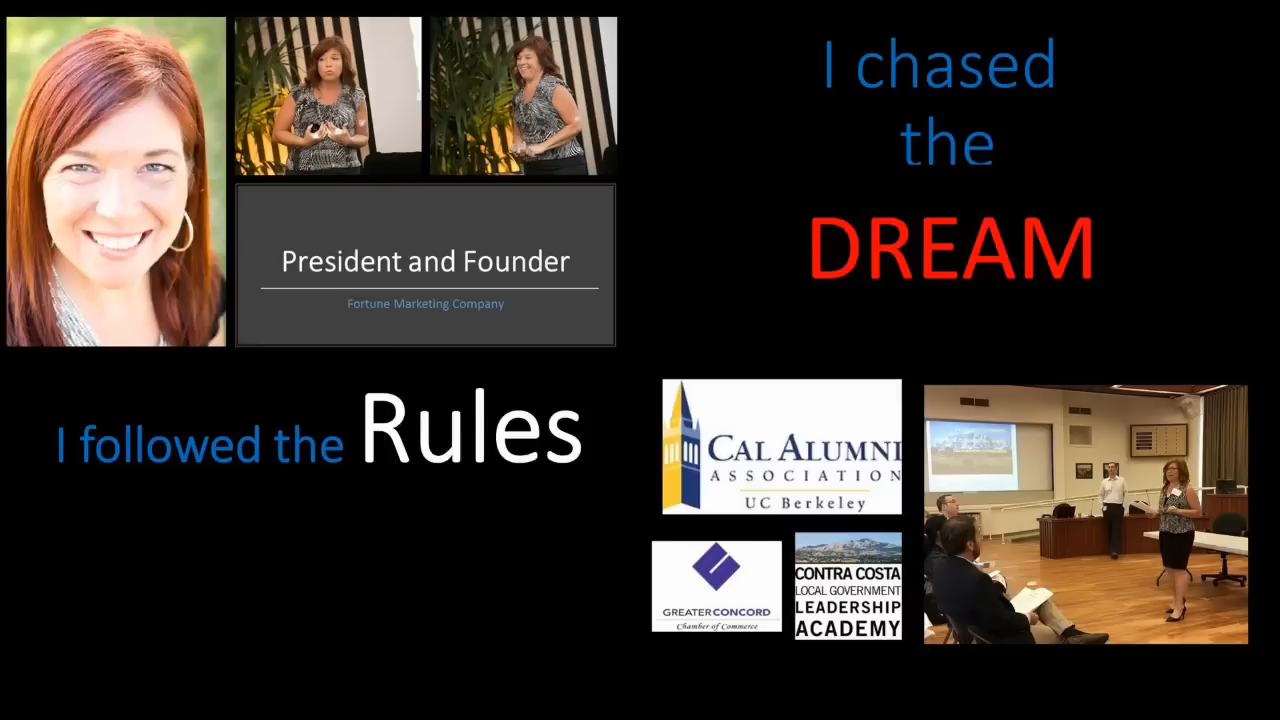 I chased
the
DREAM
President and Founder
Fortune Marketing Company
I followed the Rules
CAL ALUMNI
ASSOCIATION
UC Berkeley
GREATER CONCORD
Chamber of Commerce
CONTRA COSTA
LOCAL GOVERNMENT
LEADERSHIP
ACADEMY